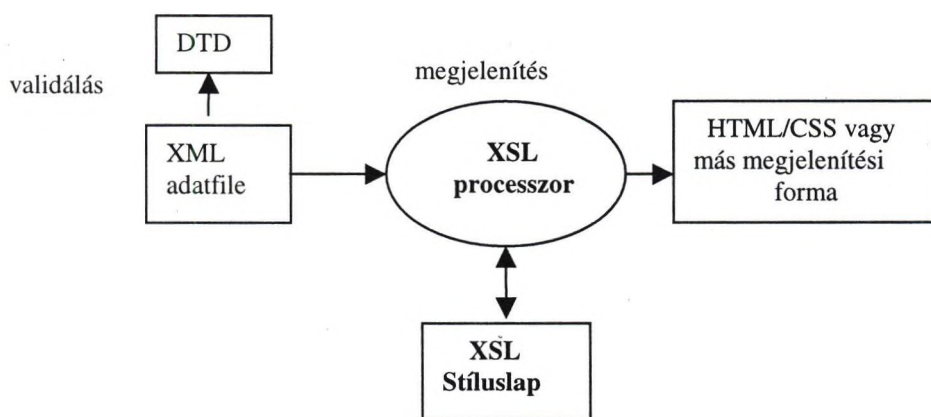 DTD
validálás
megjelenítés
XML
adatfile
XSL
processzor
HTML/CSS vagy
más megjelenítési
forma
XSL
Stíluslap